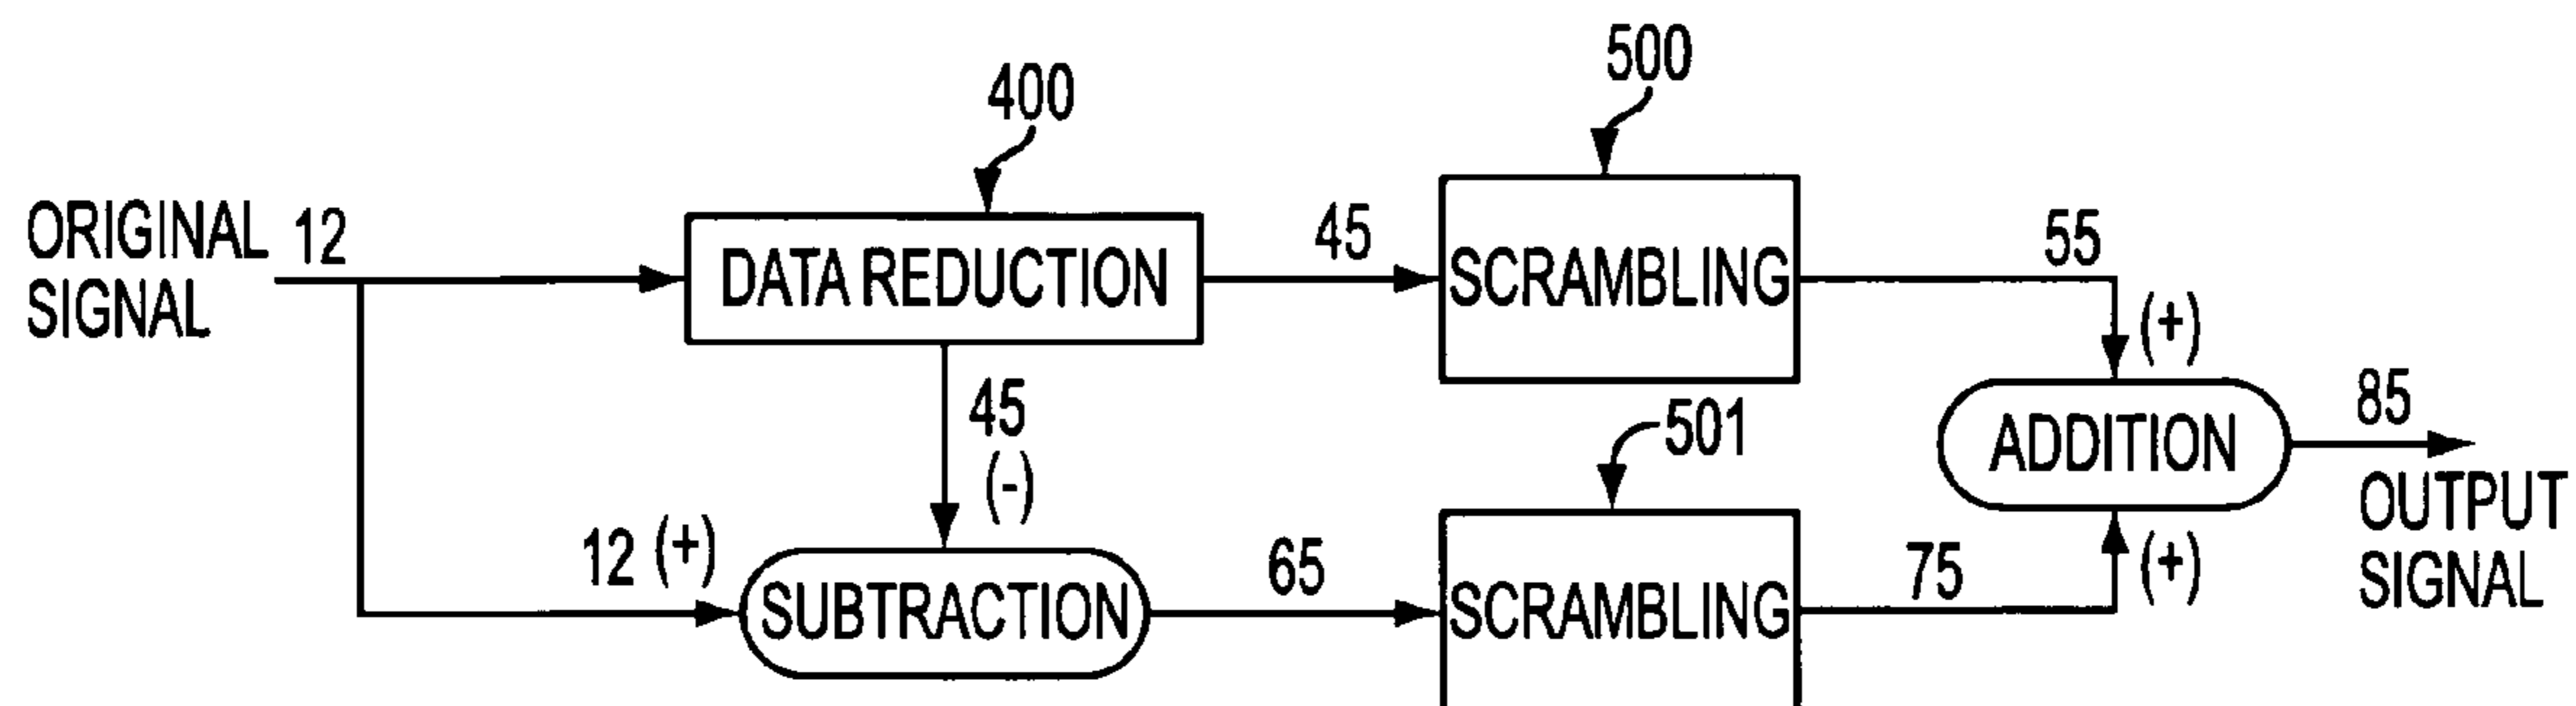 500
400
ORIGINAL 12
SIGNAL
DATA REDUCTION
45
SCRAMBLING
55
(+)
45
(-)
501
ADDITION
85
OUTPUT
SIGNAL
12 (+)
SUBTRACTION
65
SCRAMBLING
75
(+)